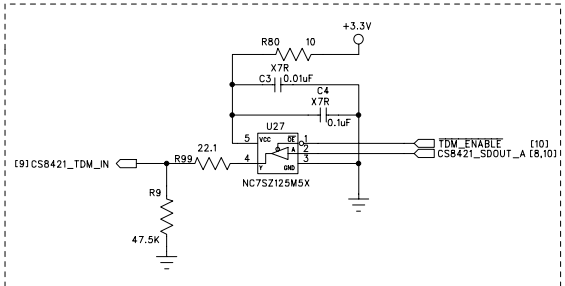 +3.3V
R80 10
X7R
C3 0.01uF
C4
X7R
0.1uF
U27
5 VCC OE 1
A 2
4 Y GND 3
NC7SZ125M5X
TDM_ENABLE [10]
CS8421_SDOUT_A [8,10]
22.1
[9] CS8421_TDM_IN R99
R9
47.5K